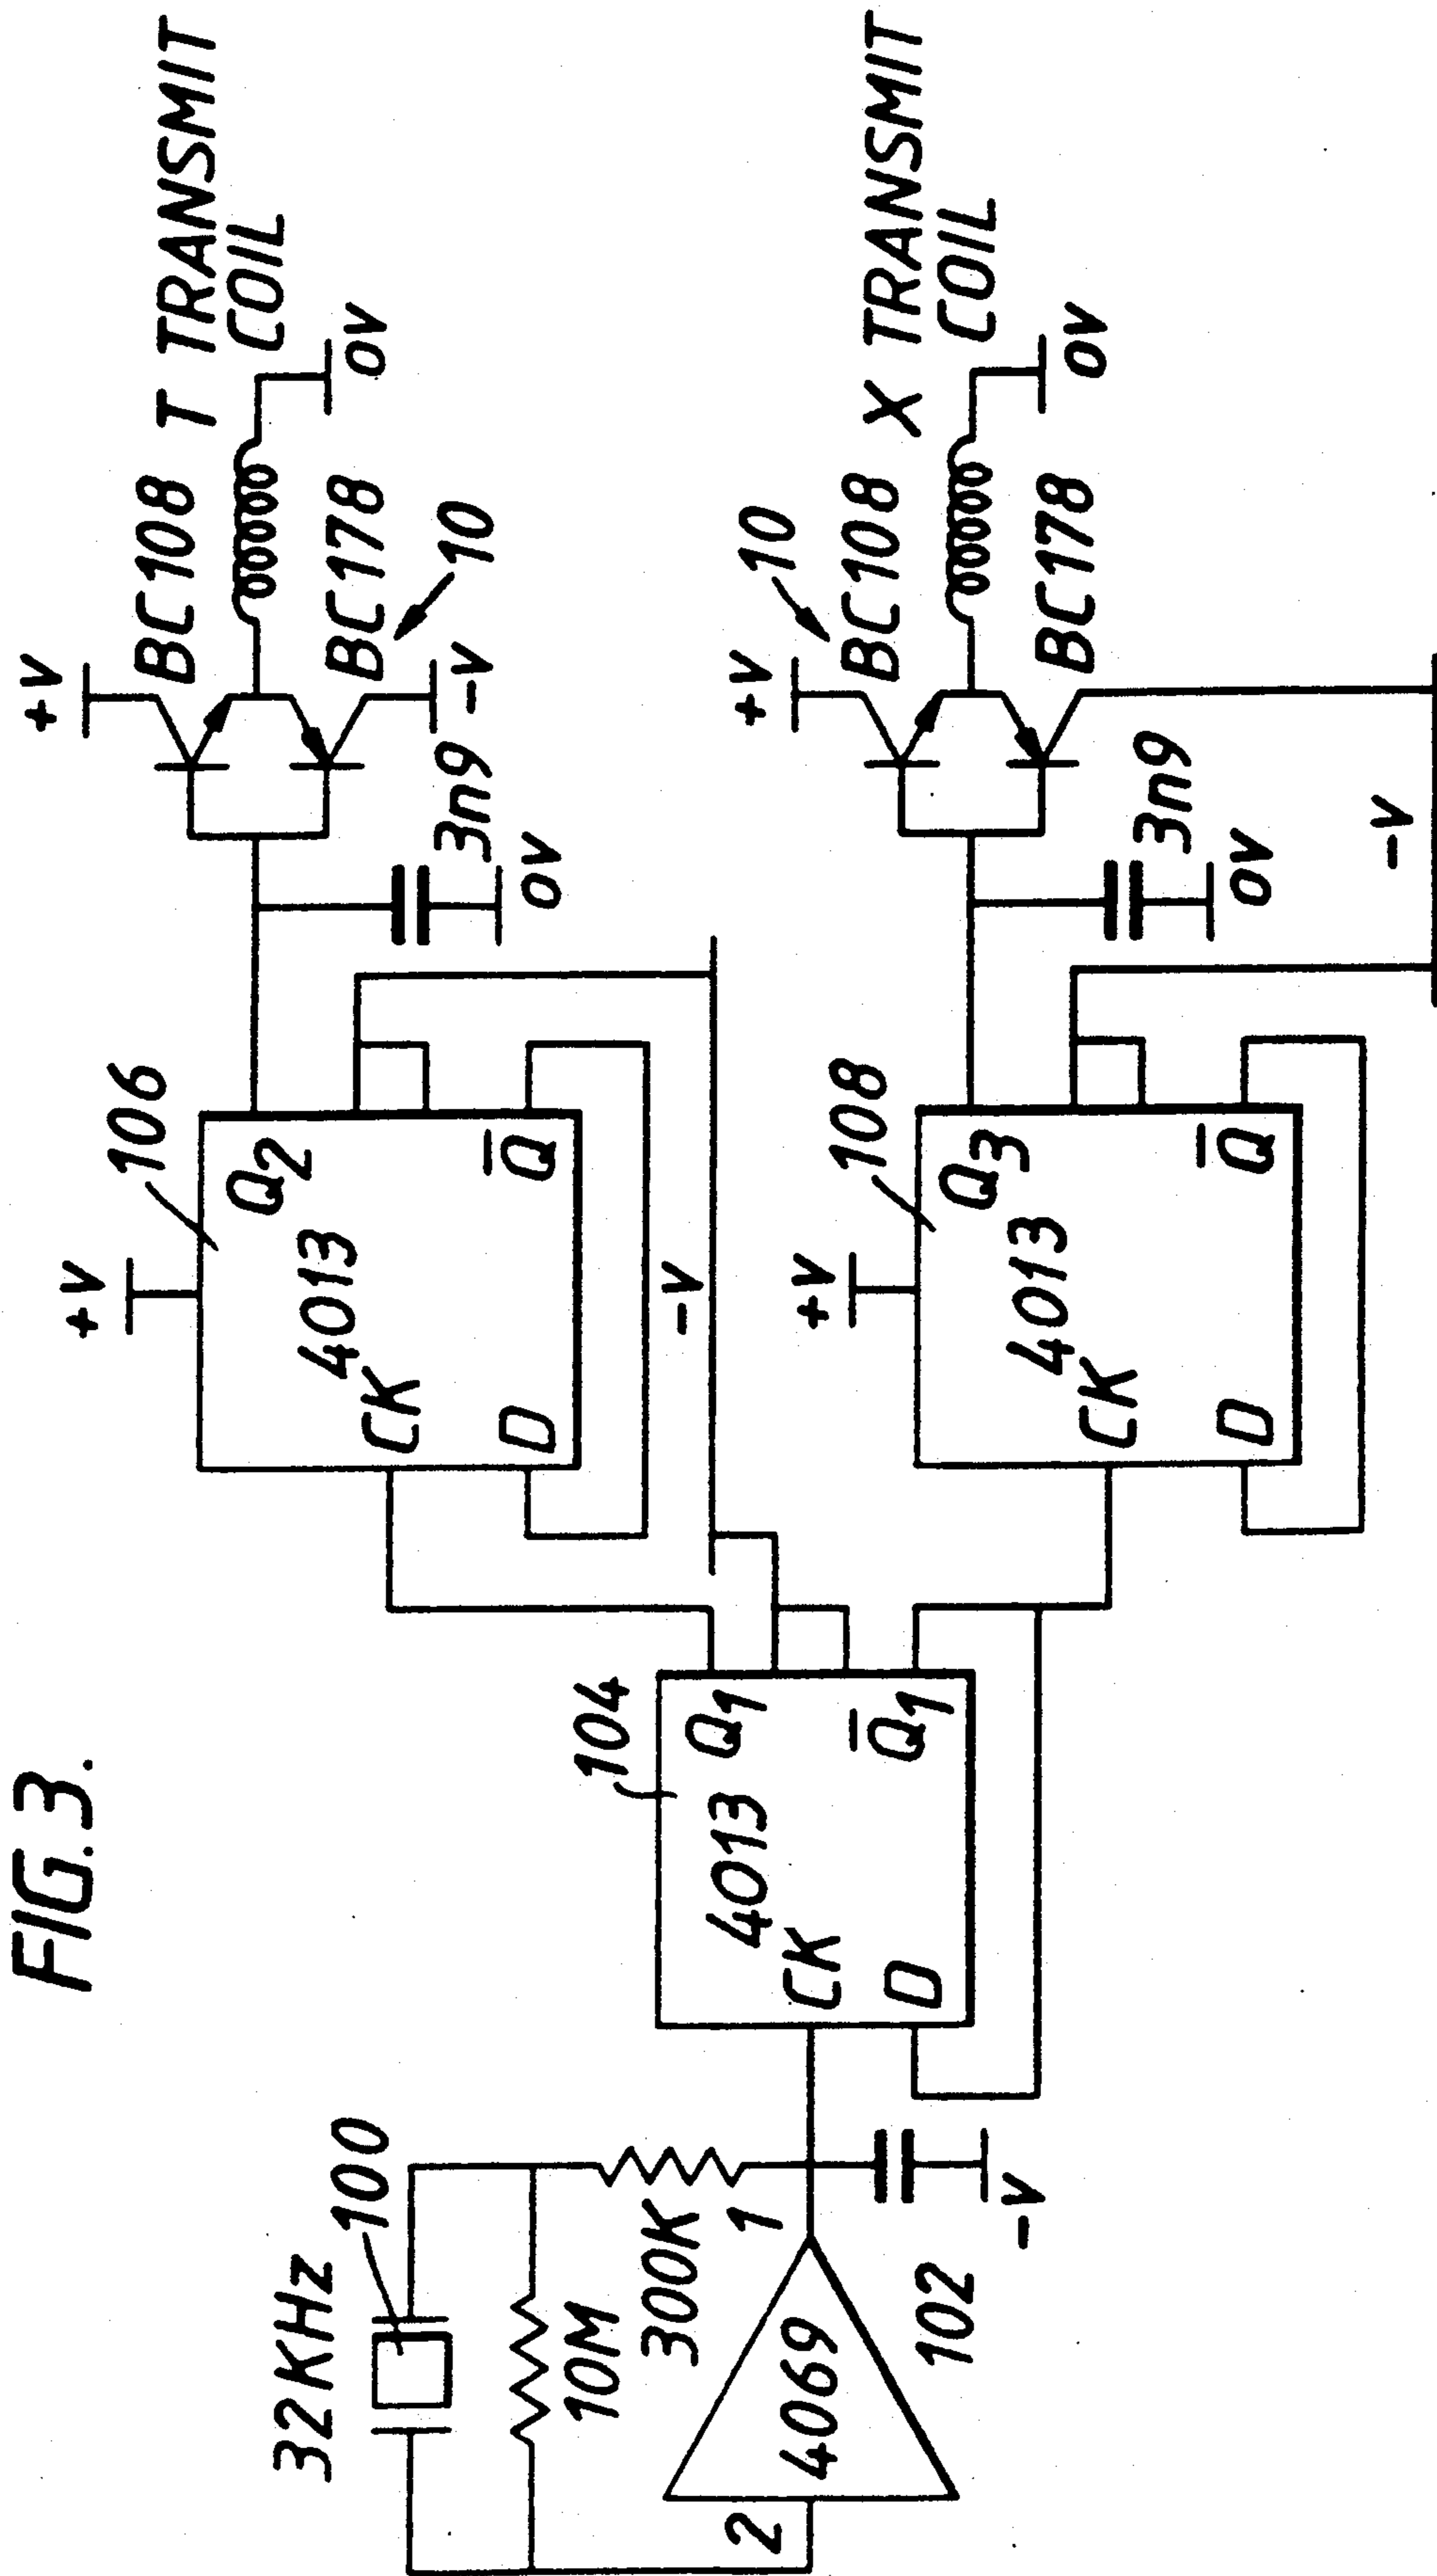 FIG.3.
32KHz
100
10M
300K
2
4069
1
102
-V
104
4013
Q1
CK
D
Q̅1
+V
106
Q2
4013
CK
D
Q̅
-V
+V
BC108
T TRANSMIT
COIL
0V
BC178
10
-V
3n9
0V
+V
108
Q3
4013
CK
D
Q̅
+V
10
BC108
X TRANSMIT
COIL
0V
BC178
3n9
0V
-V